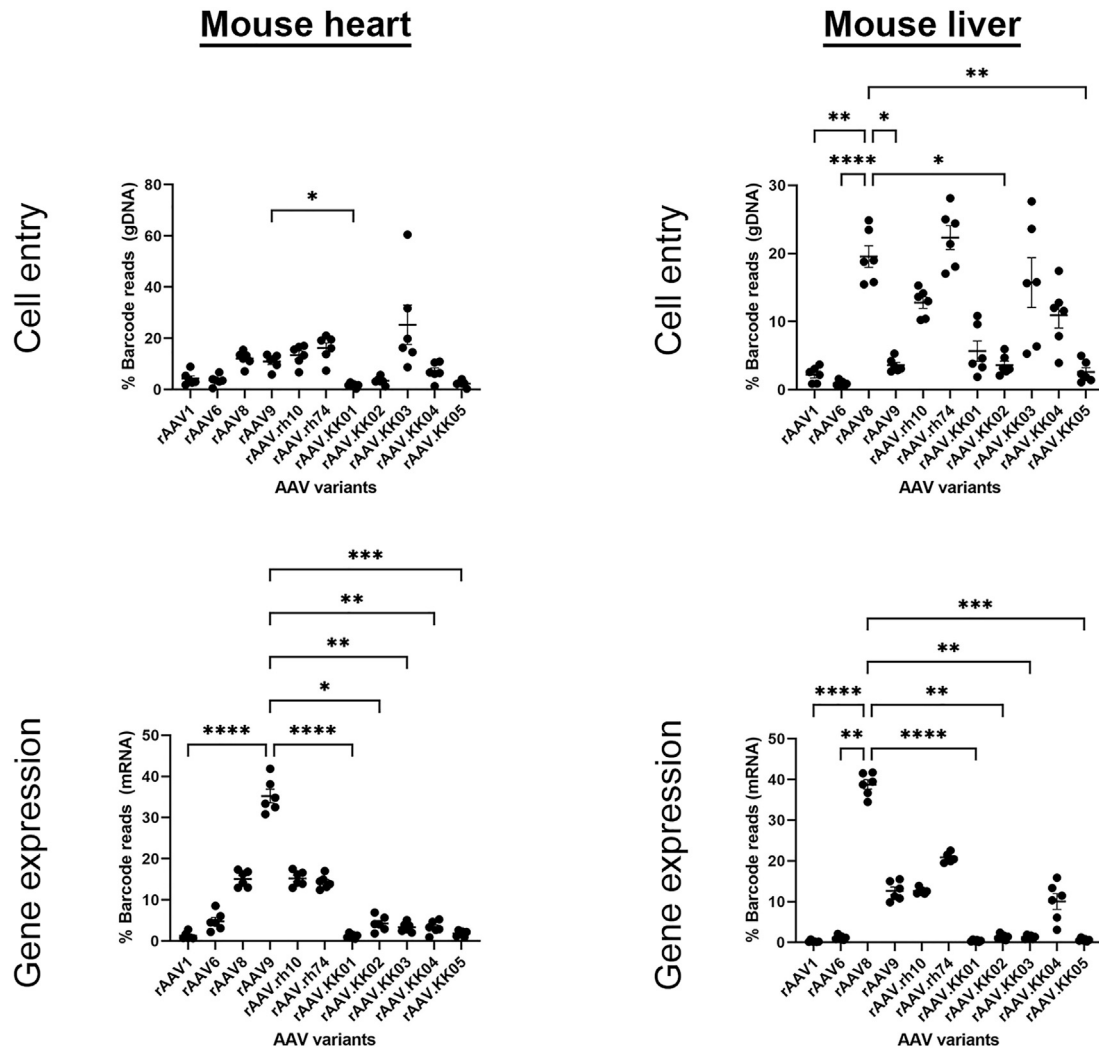 Mouse heart
Mouse liver
Cell entry
% Barcode reads (gDNA)
80
60
40
20
0
*
rAAV1
rAAV6
rAAV8
rAAV9
rAAV.rh10
rAAV.rh74
rAAV.KK01
rAAV.KK02
rAAV.KK03
rAAV.KK04
rAAV.KK05
AAV variants
Cell entry
% Barcode reads (gDNA)
30
20
10
0
**
**
*
****
*
rAAV1
rAAV6
rAAV8
rAAV9
rAAV.rh10
rAAV.rh74
rAAV.KK01
rAAV.KK02
rAAV.KK03
rAAV.KK04
rAAV.KK05
AAV variants
Gene expression
% Barcode reads (mRNA)
50
40
30
20
10
0
***
**
**
*
****
****
rAAV1
rAAV6
rAAV8
rAAV9
rAAV.rh10
rAAV.rh74
rAAV.KK01
rAAV.KK02
rAAV.KK03
rAAV.KK04
rAAV.KK05
AAV variants
Gene expression
% Barcode reads (mRNA)
50
40
30
20
10
0
***
**
****
**
**
****
rAAV1
rAAV6
rAAV8
rAAV9
rAAV.rh10
rAAV.rh74
rAAV.KK01
rAAV.KK02
rAAV.KK03
rAAV.KK04
rAAV.KK05
AAV variants